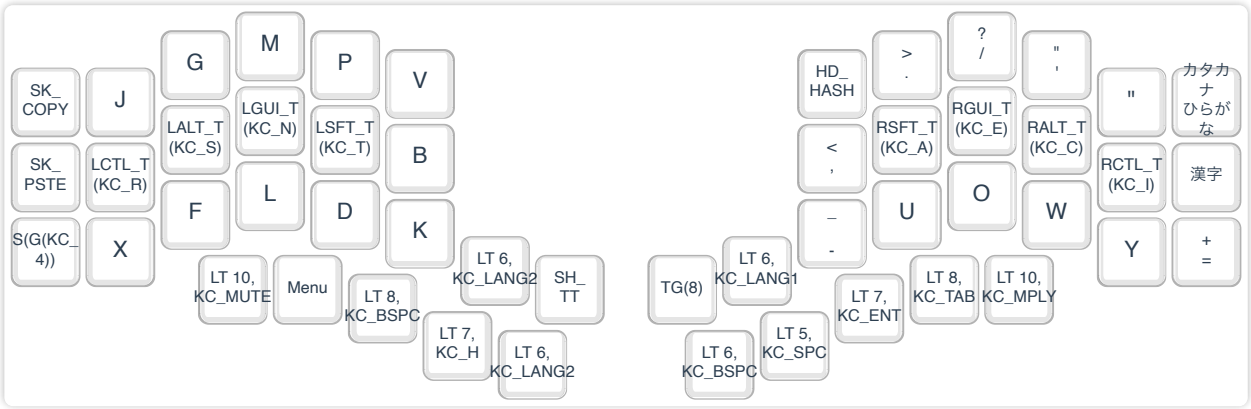 SK_
COPY
J
G
M
P
V
HD_
HASH
>
.
?
/
"
'
"
カタカ
ナ
ひらが
な
SK_
PSTE
LCTL_T
(KC_R)
LALT_T
(KC_S)
LGUI_T
(KC_N)
LSFT_T
(KC_T)
B
<
,
RSFT_T
(KC_A)
RGUI_T
(KC_E)
RALT_T
(KC_C)
RCTL_T
(KC_I)
漢字
S(G(KC_
4))
X
F
L
D
K
_
-
U
O
W
Y
+
=
LT 10,
KC_MUTE
Menu
LT 8,
KC_BSPC
LT 6,
KC_LANG2
SH_
TT
TG(8)
LT 6,
KC_LANG1
LT 7,
KC_ENT
LT 8,
KC_TAB
LT 10,
KC_MPLY
LT 7,
KC_H
LT 6,
KC_LANG2
LT 6,
KC_BSPC
LT 5,
KC_SPC